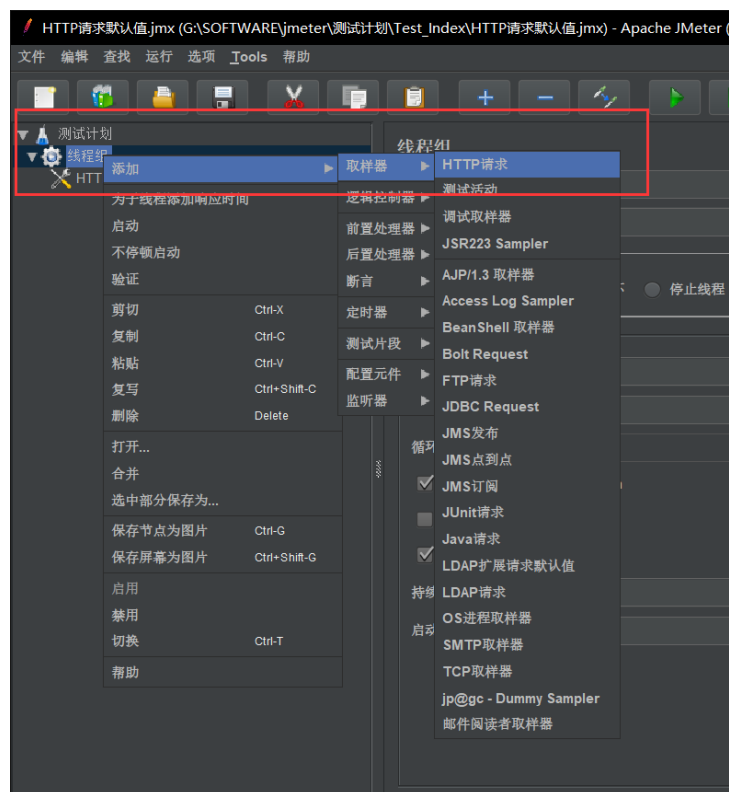 HTTP请求默认值.jmx (G:\SOFTWARE\jmeter\测试计划\Test_Index\HTTP请求默认值.jmx) - Apache JMeter (
文件 编辑 查找 运行 选项 Tools 帮助
测试计划
线程组
线程组
HTT
添加
为子线程添加响应时间
启动
不停顿启动
验证
剪切 Ctrl-X
复制 Ctrl-C
粘贴 Ctrl-V
复写 Ctrl+Shift-C
删除 Delete
打开...
合并
选中部分保存为...
保存节点为图片 Ctrl-G
保存屏幕为图片 Ctrl+Shift-G
启用
禁用
切换 Ctrl-T
帮助
取样器
逻辑控制器
前置处理器
后置处理器
断言
定时器
测试片段
配置元件
监听器
HTTP请求
测试活动
调试取样器
JSR223 Sampler
AJP/1.3 取样器
Access Log Sampler
BeanShell 取样器
Bolt Request
FTP请求
JDBC Request
JMS发布
JMS点到点
JMS订阅
JUnit请求
Java请求
LDAP扩展请求默认值
LDAP请求
OS进程取样器
SMTP取样器
TCP取样器
jp@gc - Dummy Sampler
邮件阅读者取样器
停止线程
循
持续
启动